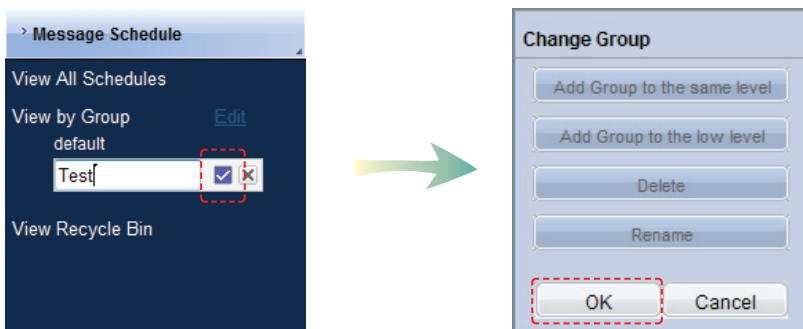 Message Schedule
View All Schedules
View by Group Edit
default
Test
View Recycle Bin
Change Group
Add Group to the same level
Add Group to the low level
Delete
Rename
OK Cancel